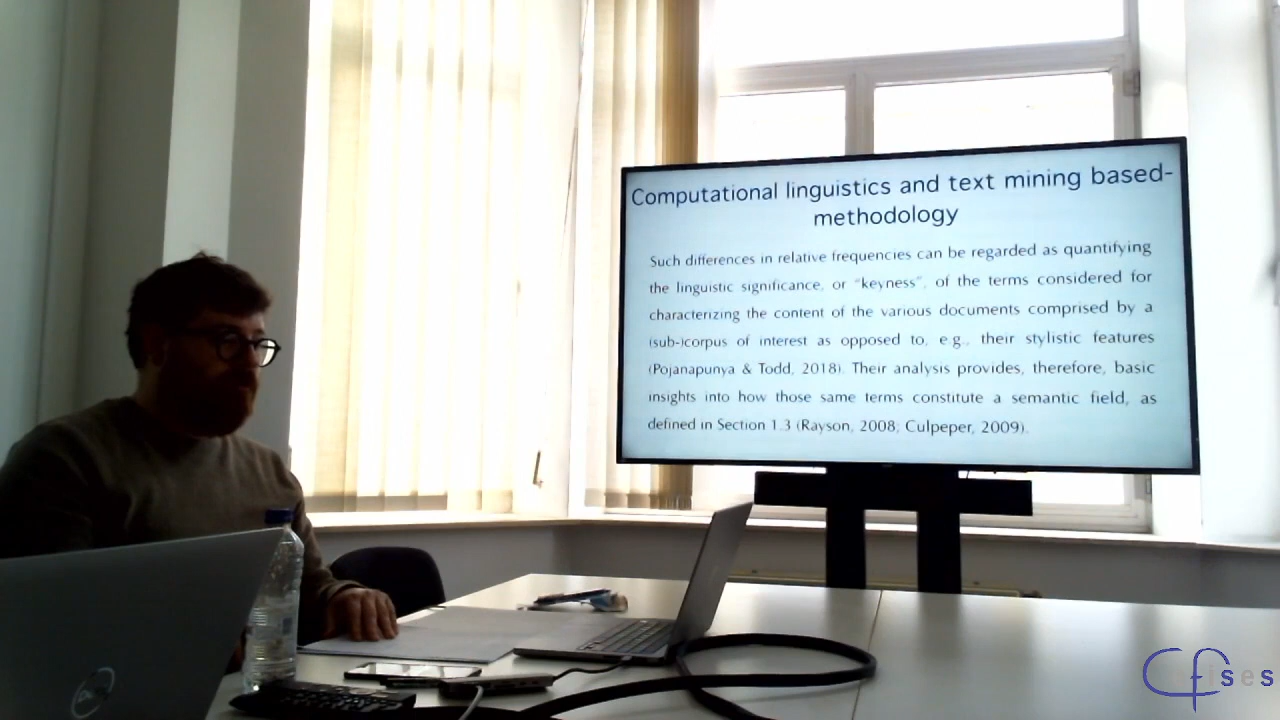 Computational linguistics and text mining based-
methodology
Such differences in relative frequencies can be regarded as quantifying
the linguistic significance, or "keyness", of the terms considered for
characterizing the content of the various documents comprised by a
(sub-)corpus of interest as opposed to, e.g., their stylistic features
(Pojanapunya & Todd, 2018). Their analysis provides, therefore, basic
insights into how those same terms constitute a semantic field, as
defined in Section 1.3 (Rayson, 2008; Culpeper, 2009).
DELL
Cfises